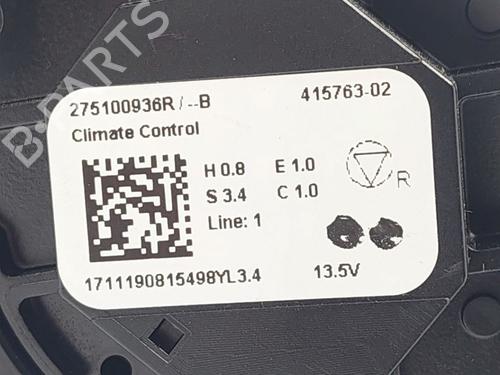 275100936R/--B 415763-02
Climate Control
H 0.8 E 1.0
S 3.4 C 1.0
R
Line: 1
1711190815498YL3.4 13.5V
B-PARTS